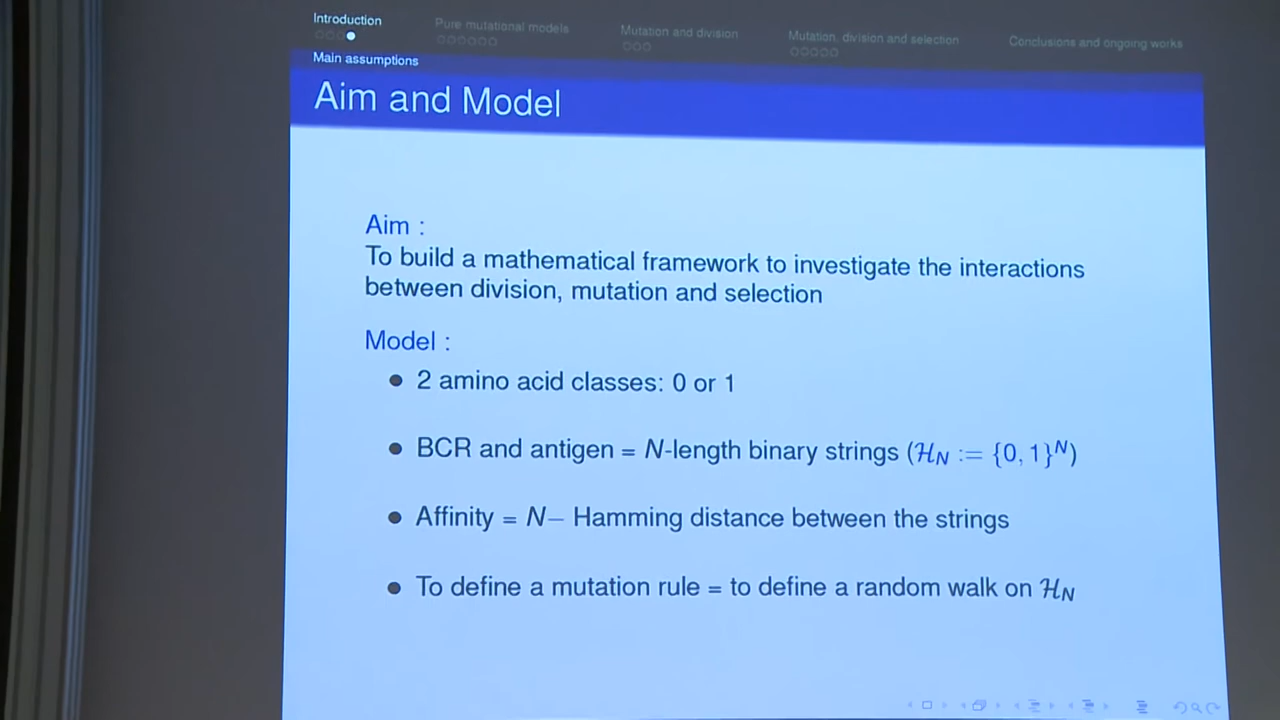 Introduction
Pure mutational models
Mutation and division
Mutation, division and selection
Conclusions and ongoing works
Main assumptions
Aim and Model
Aim :
To build a mathematical framework to investigate the interactions
between division, mutation and selection
Model :
2 amino acid classes: 0 or 1
BCR and antigen = N-length binary strings (ℋN := {0, 1}^N)
Affinity = N− Hamming distance between the strings
To define a mutation rule = to define a random walk on ℋN